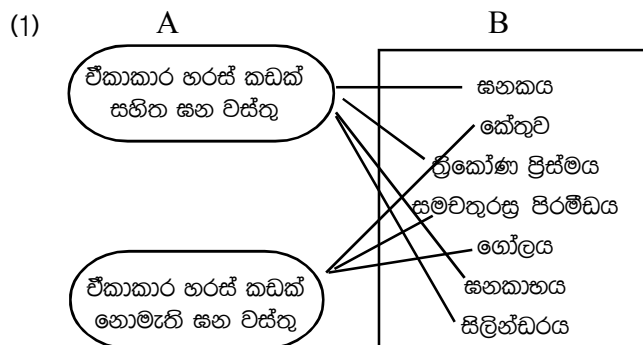 (1) A B
ඒකාකාර හරස් කඩක්
සහිත ඝන වස්තු
ඝනකය
කේතුව
ත්‍රිකෝණ ප්‍රිස්මය
සමචතුරස්‍ර පිරමීඩය
ගෝලය
ඝනකාභය
සිලින්ඩරය
ඒකාකාර හරස් කඩක්
නොමැති ඝන වස්තු